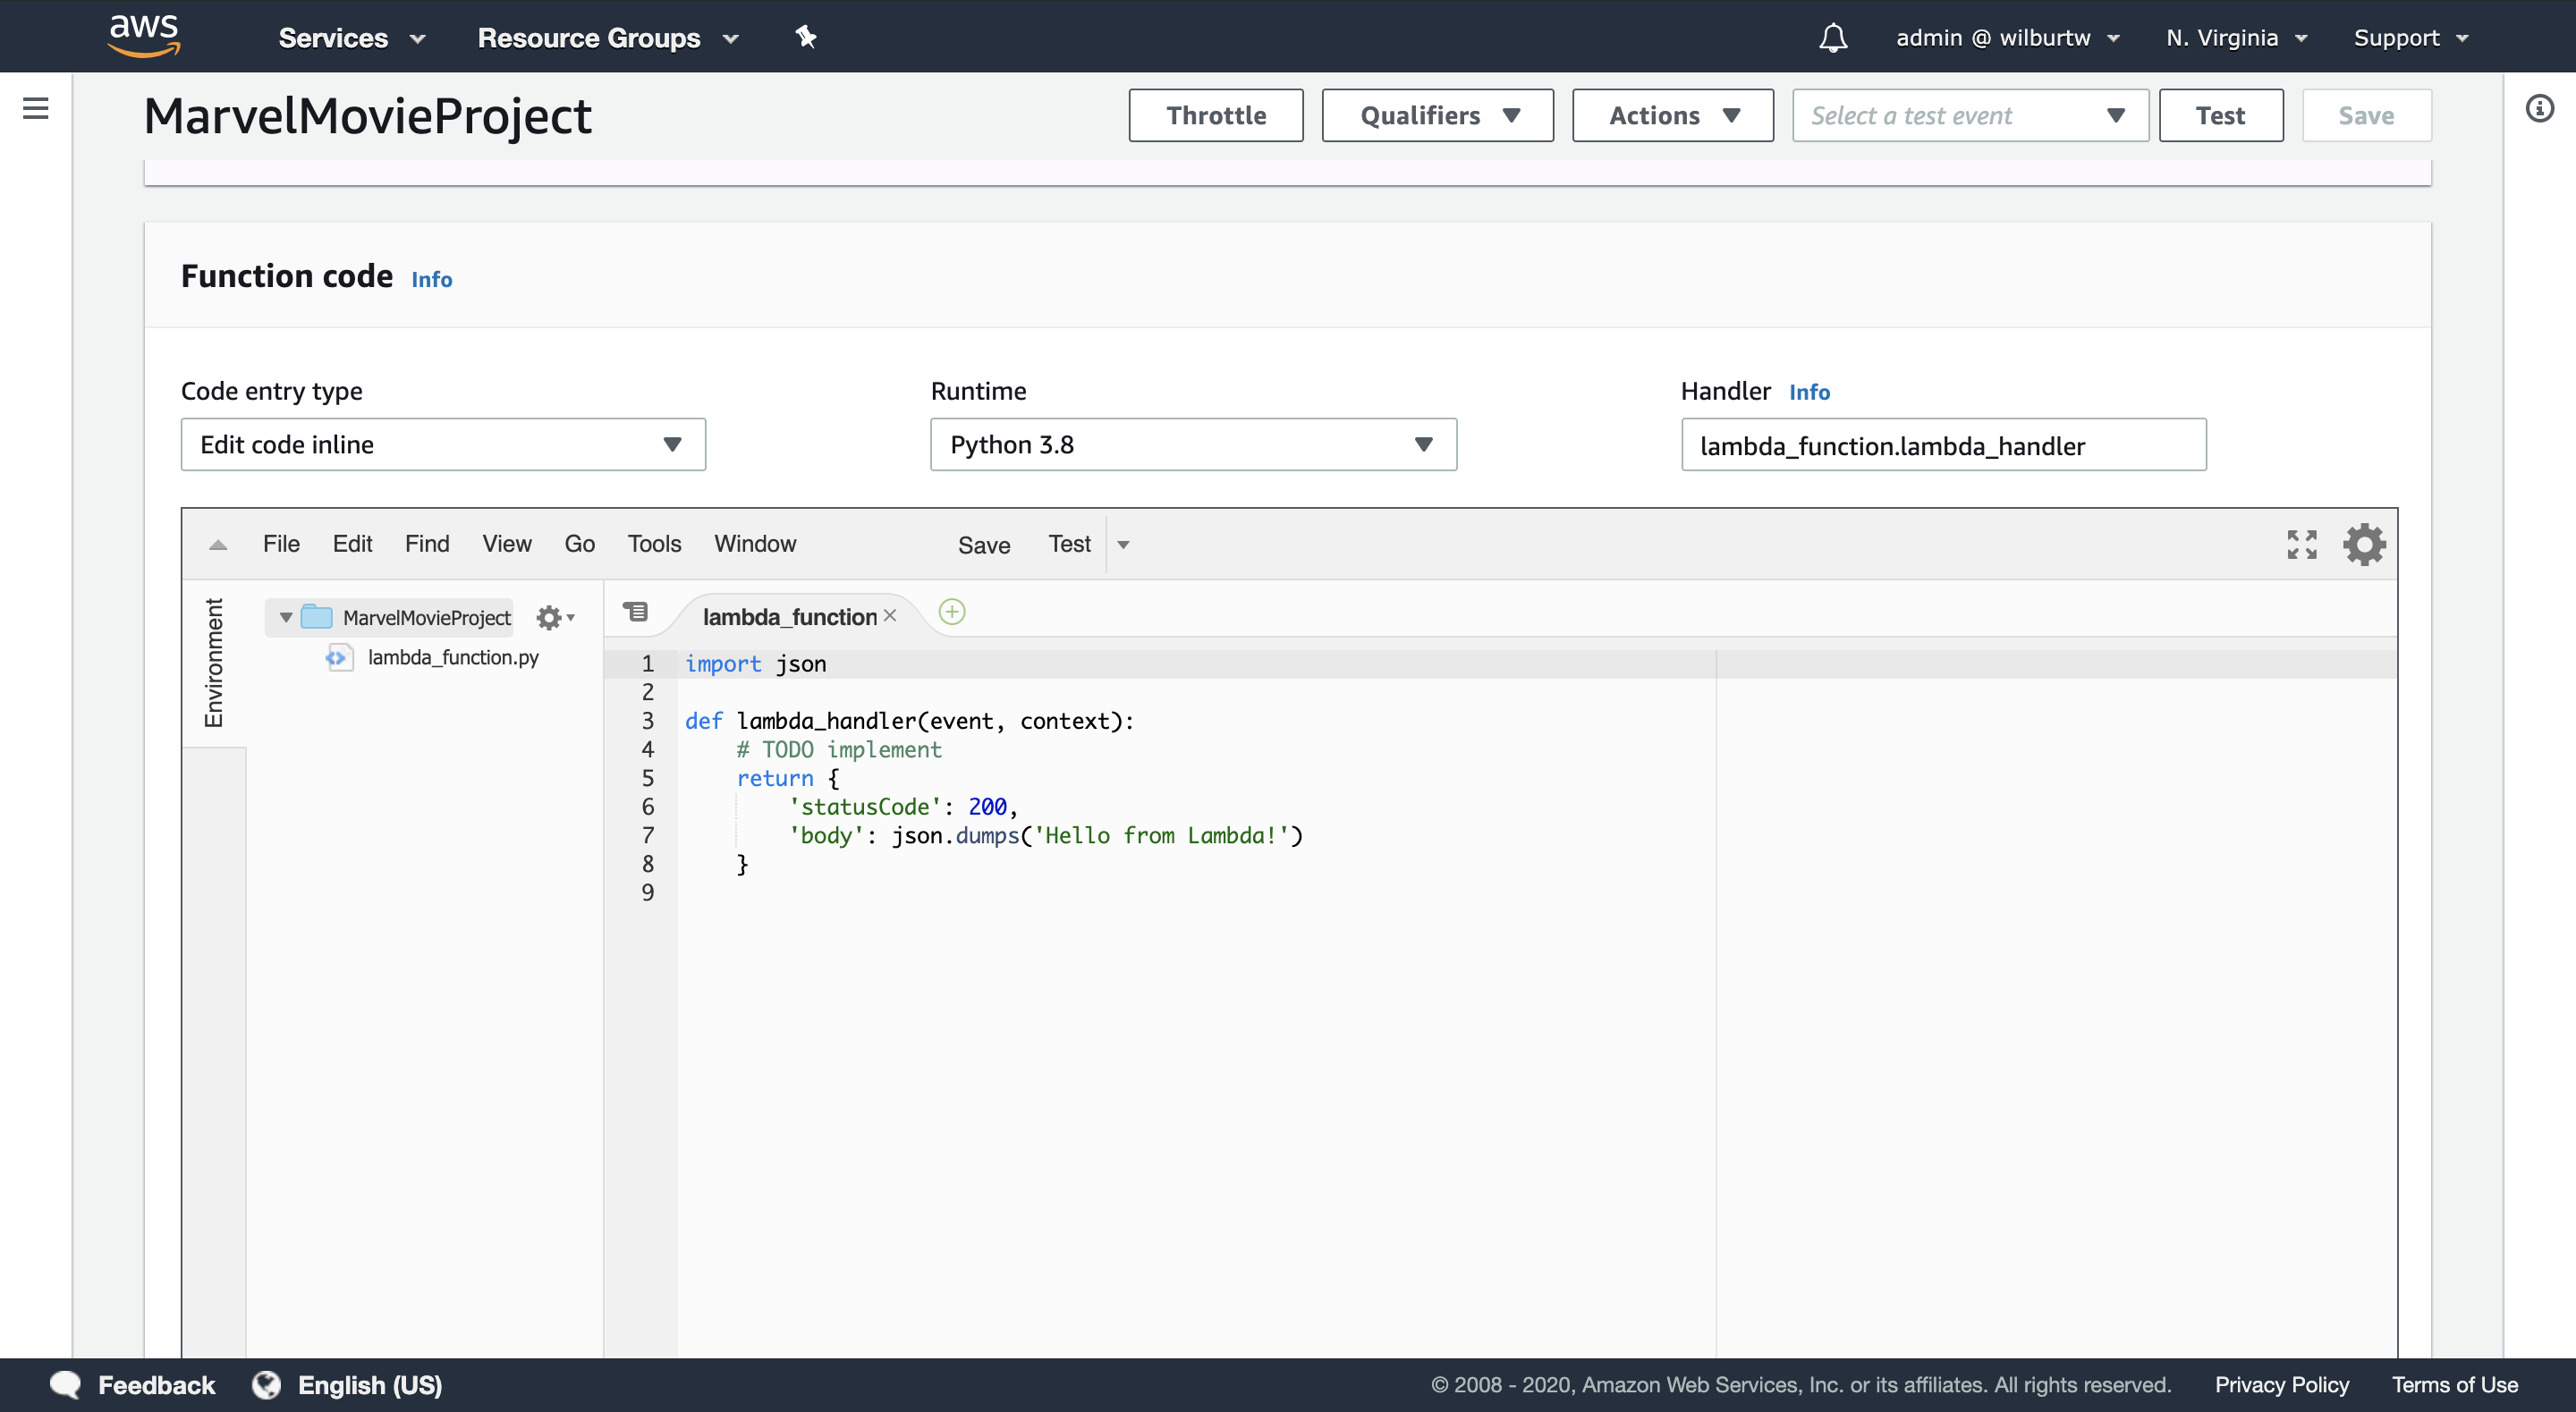 aws Services Resource Groups admin @ wilburtw N. Virginia Support
MarvelMovieProject Throttle Qualifiers Actions Select a test event Test Save
Function code Info
Code entry type Runtime Handler Info
Edit code inline Python 3.8 lambda_function.lambda_handler
File Edit Find View Go Tools Window Save Test
Environment
MarvelMovieProject
lambda_function.py
lambda_function
1 import json
2
3 def lambda_handler(event, context):
4     # TODO implement
5     return {
6         'statusCode': 200,
7         'body': json.dumps('Hello from Lambda!')
8     }
9
Feedback English (US) © 2008 - 2020, Amazon Web Services, Inc. or its affiliates. All rights reserved. Privacy Policy Terms of Use